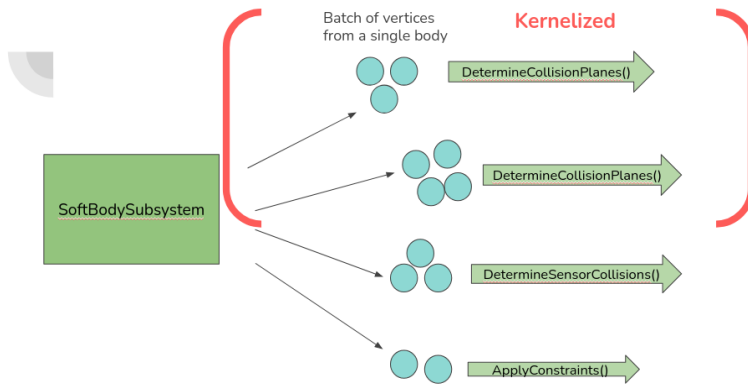 Batch of vertices
from a single body
Kernelized
DetermineCollisionPlanes()
DetermineCollisionPlanes()
SoftBodySubsystem
DetermineSensorCollisions()
ApplyConstraints()